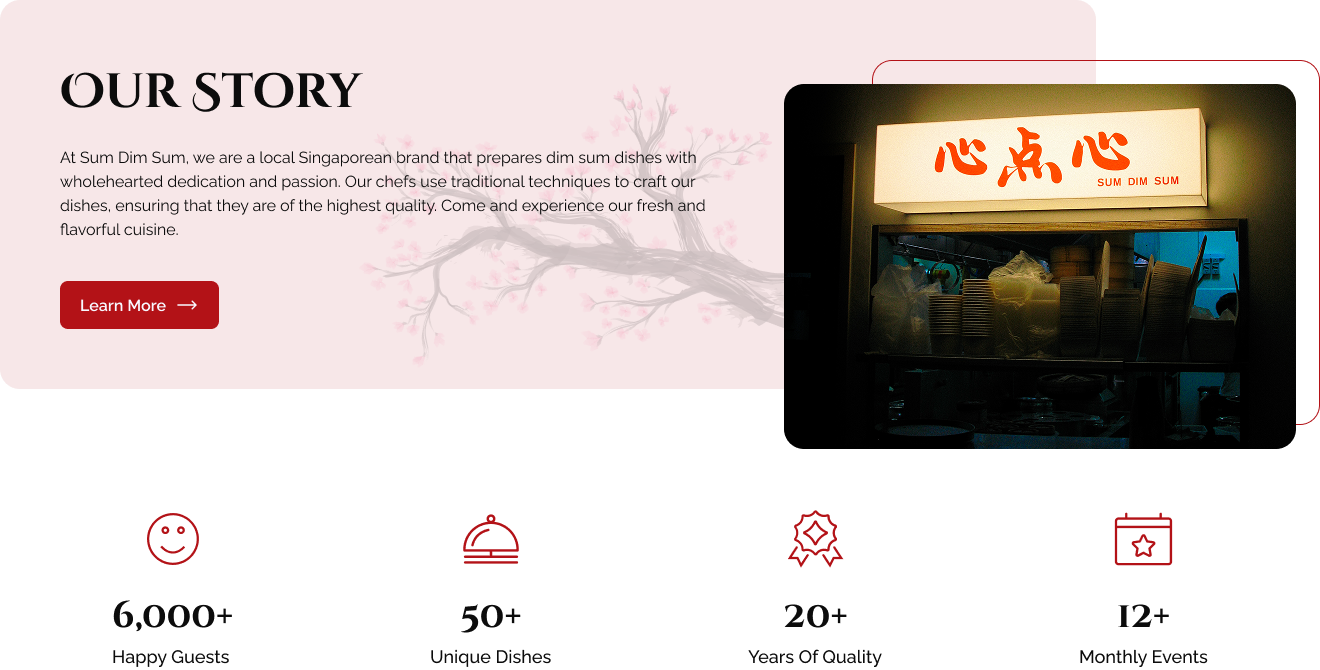 OUR STORY
At Sum Dim Sum, we are a local Singaporean brand that prepares dim sum dishes with
wholehearted dedication and passion. Our chefs use traditional techniques to craft our
dishes, ensuring that they are of the highest quality. Come and experience our fresh and
flavorful cuisine.
Learn More
心点心
SUM DIM SUM
6,000+
50+
20+
12+
Happy Guests
Unique Dishes
Years Of Quality
Monthly Events